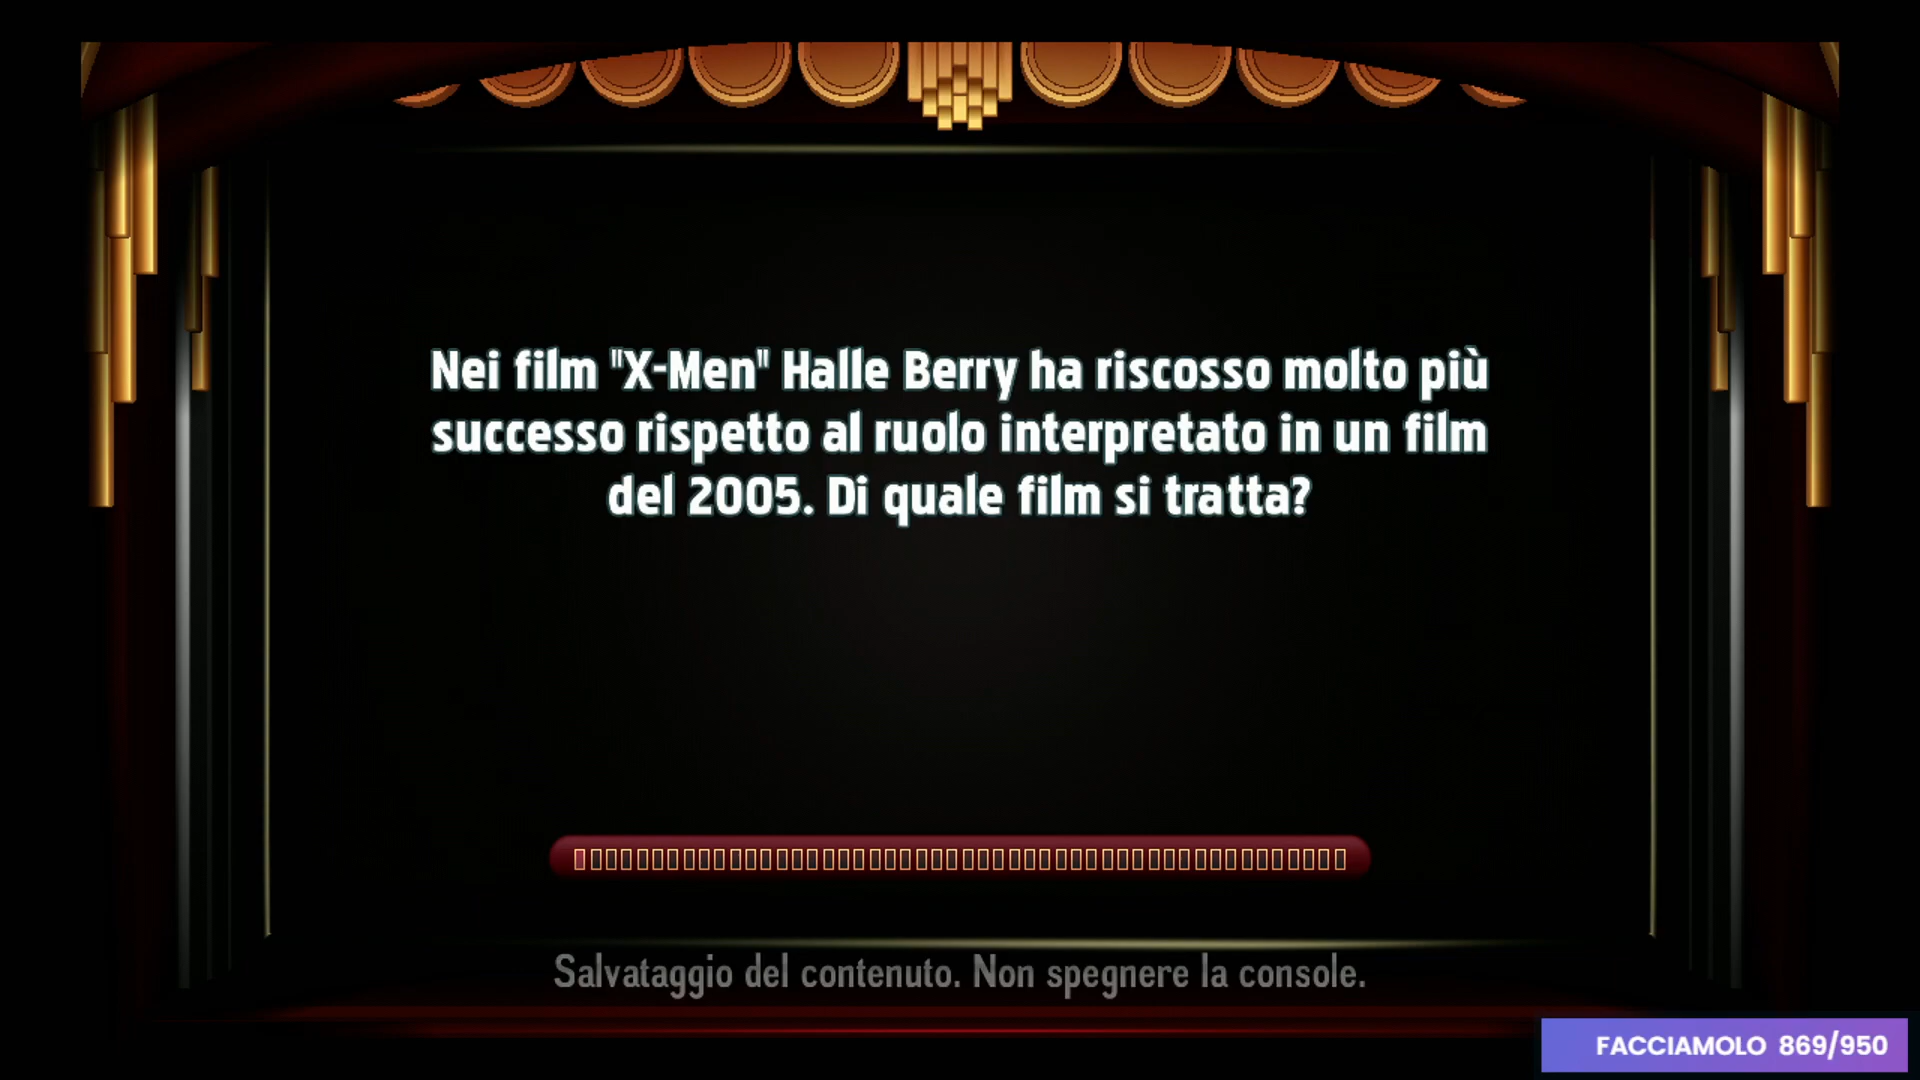 Nei film "X-Men" Halle Berry ha riscosso molto più
successo rispetto al ruolo interpretato in un film
del 2005. Di quale film si tratta?
Salvataggio del contenuto. Non spegnere la console.
FACCIAMOLO 869/950